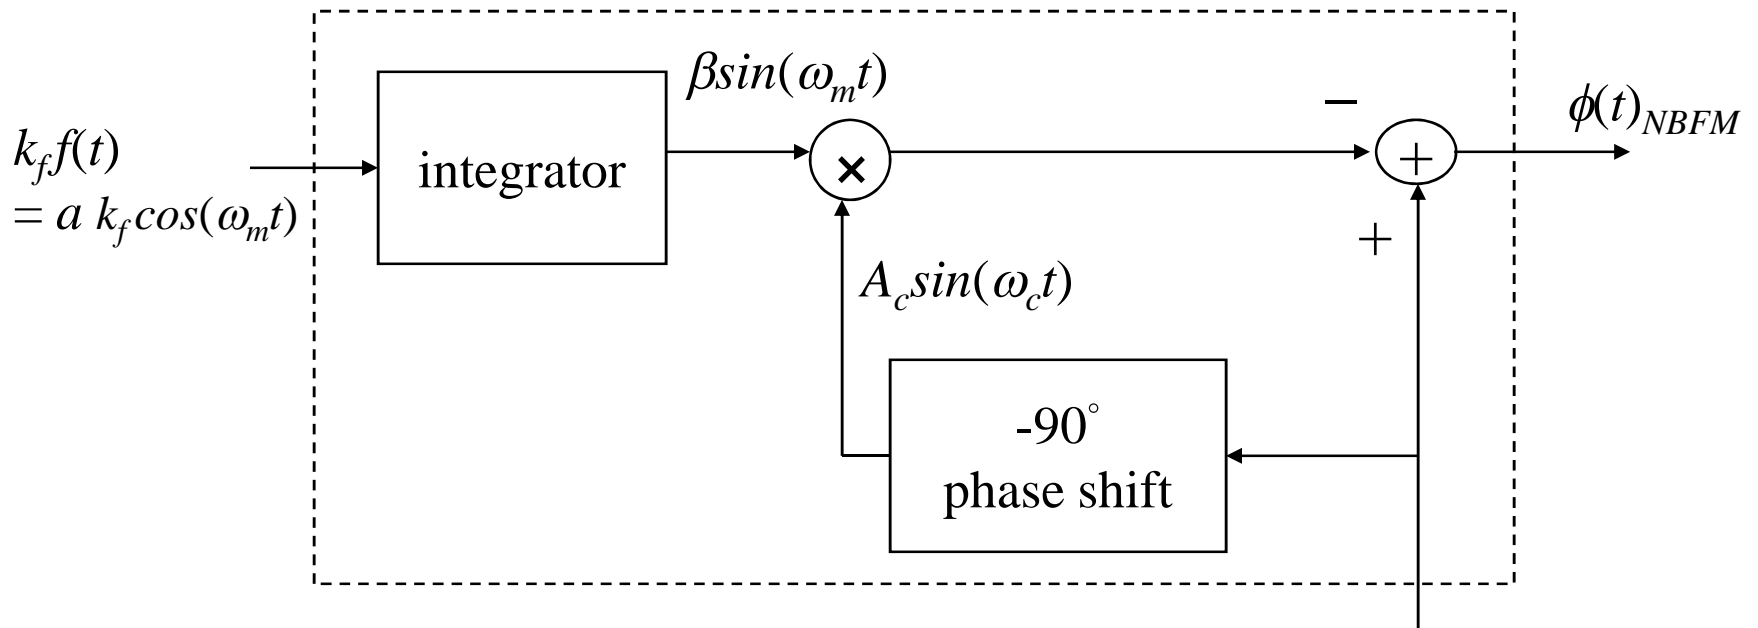 βsin(ω_m t)
−
ϕ(t)_NBFM
k_f f(t)
= a k_f cos(ω_m t)
integrator
×
+
+
A_c sin(ω_c t)
-90°
phase shift